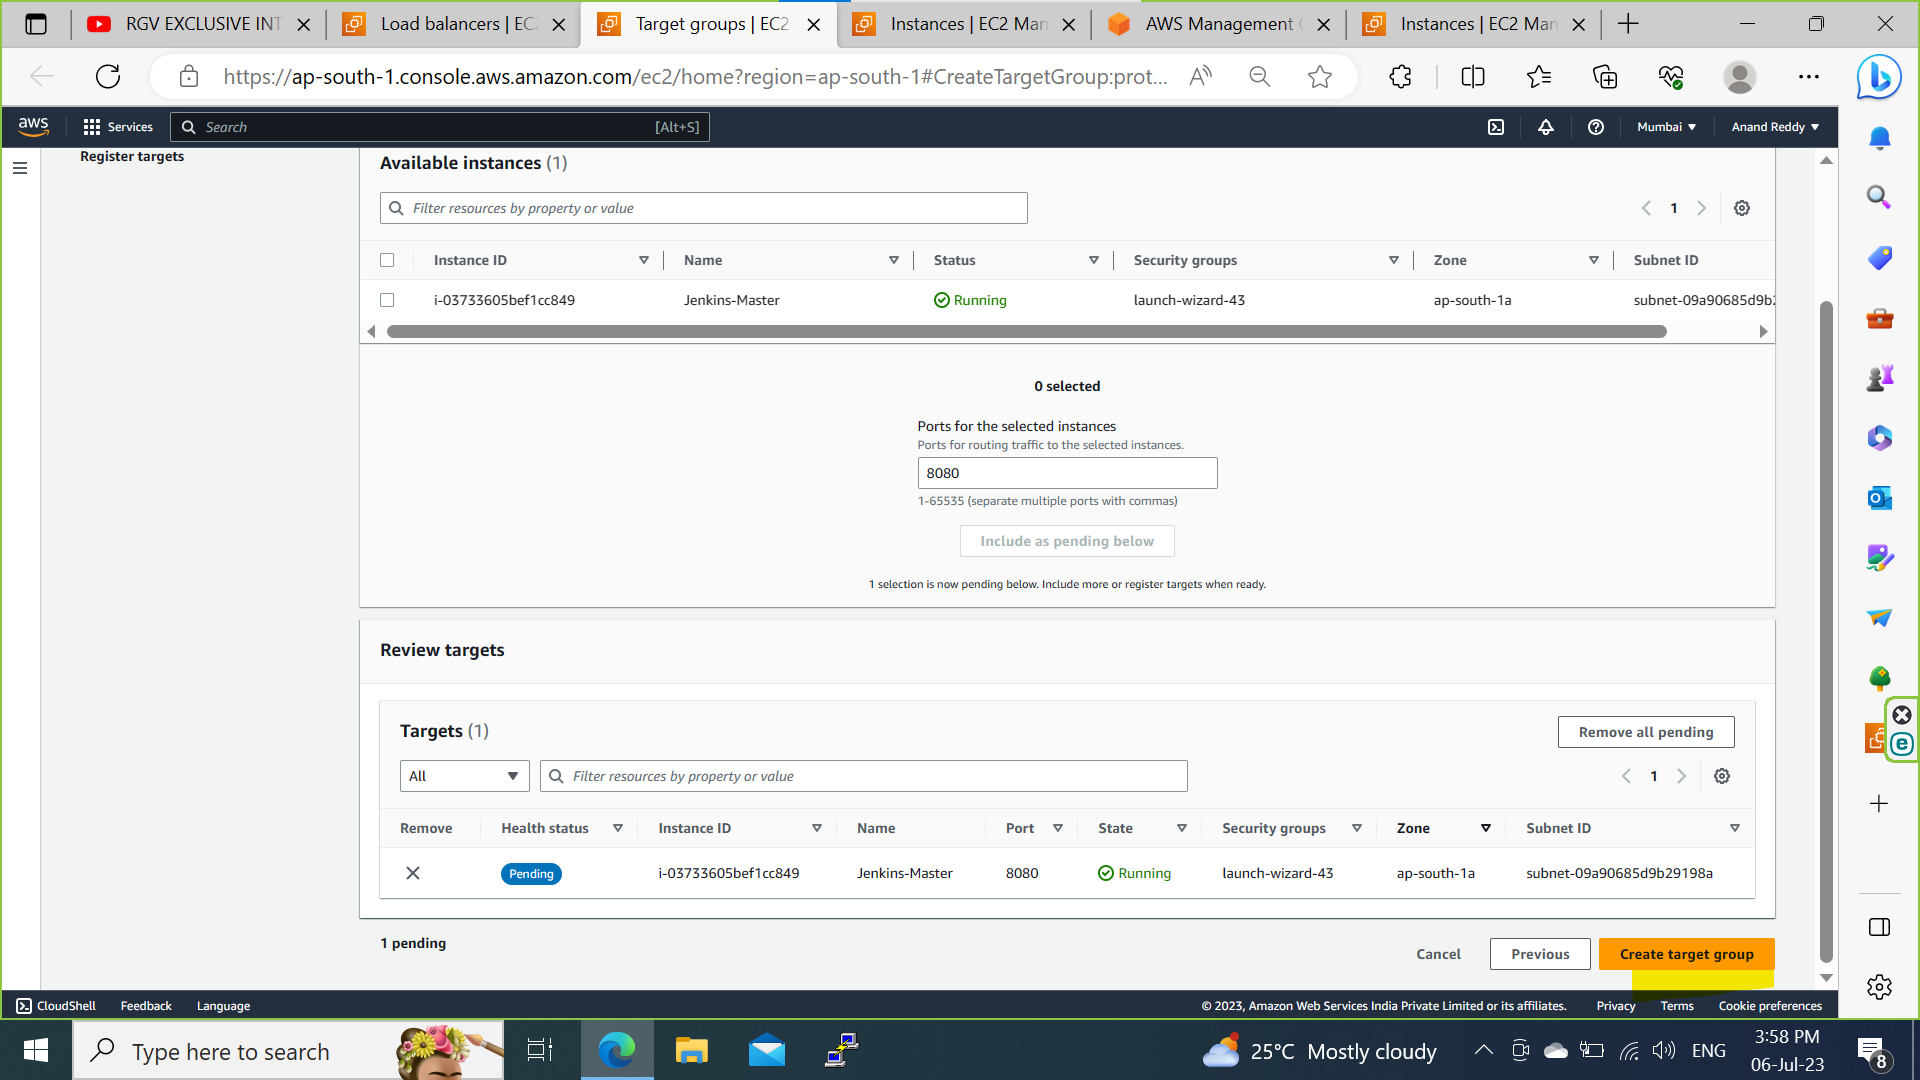 RGV EXCLUSIVE INT
Load balancers | EC2
Target groups | EC2
Instances | EC2 Man
AWS Management C
Instances | EC2 Man
https://ap-south-1.console.aws.amazon.com/ec2/home?region=ap-south-1#CreateTargetGroup:prot...
aws
Services
Search
[Alt+S]
Mumbai
Anand Reddy
Register targets
Available instances (1)
Filter resources by property or value
1
Instance ID
Name
Status
Security groups
Zone
Subnet ID
i-03733605bef1cc849
Jenkins-Master
Running
launch-wizard-43
ap-south-1a
subnet-09a90685d9b2
0 selected
Ports for the selected instances
Ports for routing traffic to the selected instances.
8080
1-65535 (separate multiple ports with commas)
Include as pending below
1 selection is now pending below. Include more or register targets when ready.
Review targets
Targets (1)
Remove all pending
All
Filter resources by property or value
1
Remove
Health status
Instance ID
Name
Port
State
Security groups
Zone
Subnet ID
Pending
i-03733605bef1cc849
Jenkins-Master
8080
Running
launch-wizard-43
ap-south-1a
subnet-09a90685d9b29198a
1 pending
Cancel
Previous
Create target group
CloudShell
Feedback
Language
© 2023, Amazon Web Services India Private Limited or its affiliates.
Privacy
Terms
Cookie preferences
Type here to search
25°C Mostly cloudy
ENG
3:58 PM
06-Jul-23
8